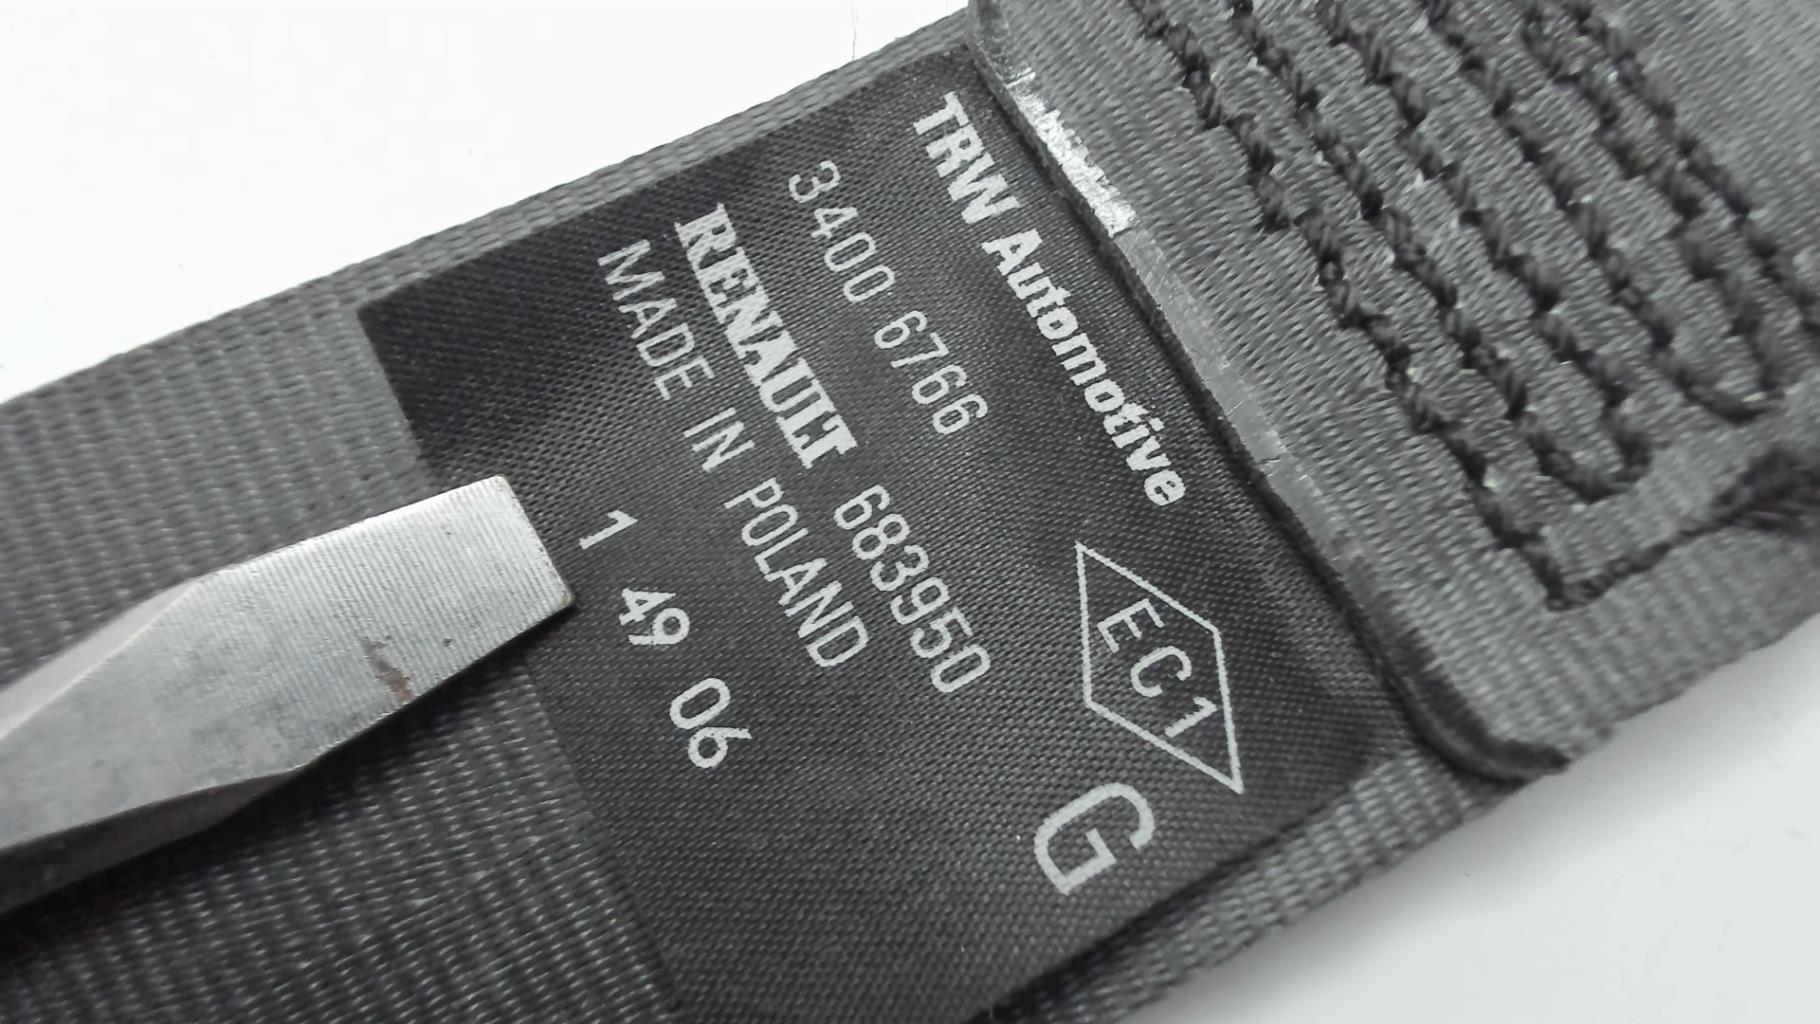 TRW Automotive
EC1
3400 6766
G
RENAULT 683950
MADE IN POLAND
1 49 06